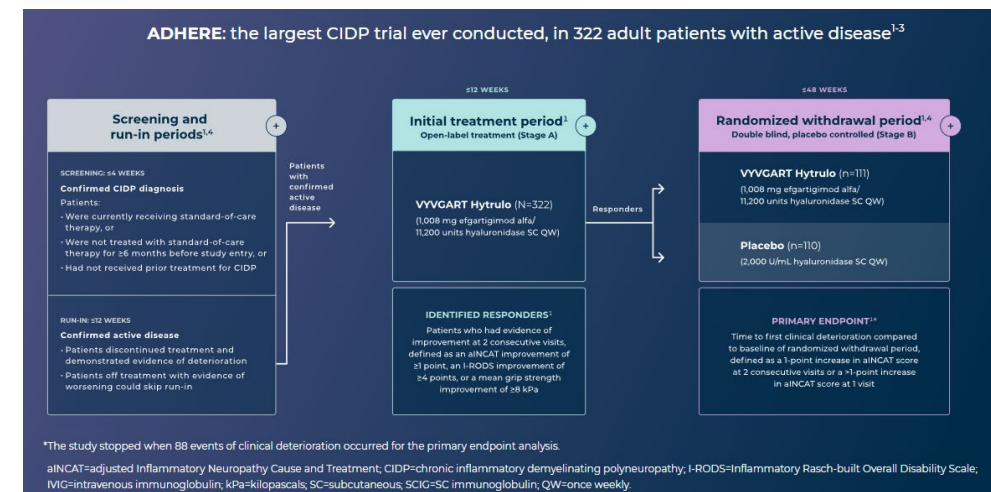 ADHERE: the largest CIDP trial ever conducted, in 322 adult patients with active disease1-3
Screening and
run-in periods1,4
+
SCREENING: ≤4 WEEKS
Confirmed CIDP diagnosis
Patients:
• Were currently receiving standard-of-care
therapy, or
• Were not treated with standard-of-care
therapy for ≥6 months before study entry, or
• Had not received prior treatment for CIDP
RUN-IN: ≤12 WEEKS
Confirmed active disease
• Patients discontinued treatment and
demonstrated evidence of deterioration
• Patients off treatment with evidence of
worsening could skip run-in
Patients
with
confirmed
active
disease
≤12 WEEKS
Initial treatment period1
Open-label treatment (Stage A)
+
VYVGART Hytrulo (N=322)
(1,008 mg efgartigimod alfa/
11,200 units hyaluronidase SC QW)
IDENTIFIED RESPONDERS
Patients who had evidence of
improvement at 2 consecutive visits,
defined as an aINCAT improvement of
≥1 point, an I-RODS improvement of
≥4 points, or a mean grip strength
improvement of ≥8 kPa
Responders
≤48 WEEKS
Randomized withdrawal period1,4
Double blind, placebo controlled (Stage B)
+
VYVGART Hytrulo (n=111)
(1,008 mg efgartigimod alfa/
11,200 units hyaluronidase SC QW)
Placebo (n=110)
(2,000 U/mL hyaluronidase SC QW)
PRIMARY ENDPOINT1*
Time to first clinical deterioration compared
to baseline of randomized withdrawal period,
defined as a 1-point increase in aINCAT score
at 2 consecutive visits or a >1-point increase
in aINCAT score at 1 visit
*The study stopped when 88 events of clinical deterioration occurred for the primary endpoint analysis.
aINCAT=adjusted Inflammatory Neuropathy Cause and Treatment; CIDP=chronic inflammatory demyelinating polyneuropathy; I-RODS=Inflammatory Rasch-built Overall Disability Scale;
IVIG=intravenous immunoglobulin; kPa=kilopascals; SC=subcutaneous; SCIG=SC immunoglobulin; QW=once weekly.